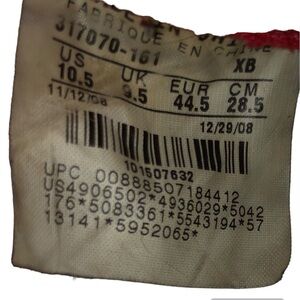 FABRIQUE EN CHINE
317070-161 XB
US UK EUR CM
10.5 9.5 44.5 28.5
11/12/08 12/29/08
101507632
UPC 00888507184412
US4906502*4936029*5042
176*5083361*5543194*57
13141*5952065*